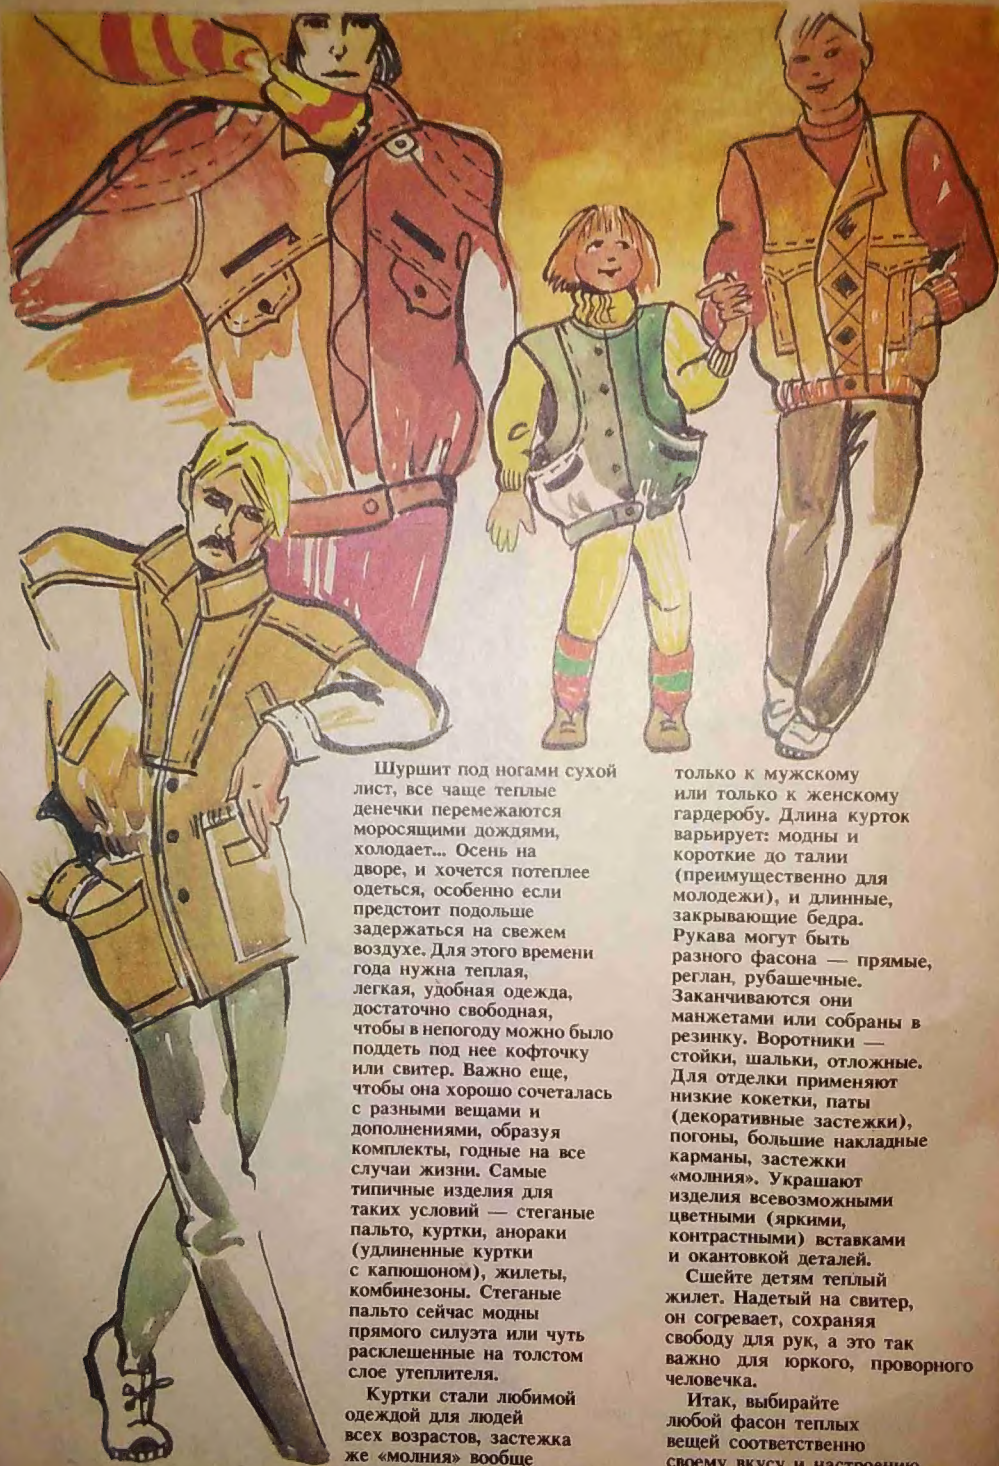 Шуршит под ногами сухой
лист, все чаще теплые
денечки перемежаются
моросящими дождями,
холодает... Осень на
дворе, и хочется потеплее
одеться, особенно если
предстоит подольше
задержаться на свежем
воздухе. Для этого времени
года нужна теплая,
легкая, удобная одежда,
достаточно свободная,
чтобы в непогоду можно было
поддеть под нее кофточку
или свитер. Важно еще,
чтобы она хорошо сочеталась
с разными вещами и
дополнениями, образуя
комплекты, годные на все
случаи жизни. Самые
типичные изделия для
таких условий — стеганые
пальто, куртки, анораки
(удлиненные куртки
с капюшоном), жилеты,
комбинезоны. Стеганые
пальто сейчас модны
прямого силуэта или чуть
расклешенные на толстом
слое утеплителя.
Куртки стали любимой
одеждой для людей
всех возрастов, застежка
же «молния» вообще
только к мужскому
или только к женскому
гардеробу. Длина курток
варьирует: модны и
короткие до талии
(преимущественно для
молодежи), и длинные,
закрывающие бедра.
Рукава могут быть
разного фасона — прямые,
реглан, рубашечные.
Заканчиваются они
манжетами или собраны в
резинку. Воротники —
стойки, шальки, отложные.
Для отделки применяют
низкие кокетки, паты
(декоративные застежки),
погоны, большие накладные
карманы, застежки
«молния». Украшают
изделия всевозможными
цветными (яркими,
контрастными) вставками
и окантовкой деталей.
Сшейте детям теплый
жилет. Надетый на свитер,
он согревает, сохраняя
свободу для рук, а это так
важно для юркого, проворного
человечка.
Итак, выбирайте
любой фасон теплых
вещей соответственно
своему вкусу и настроению